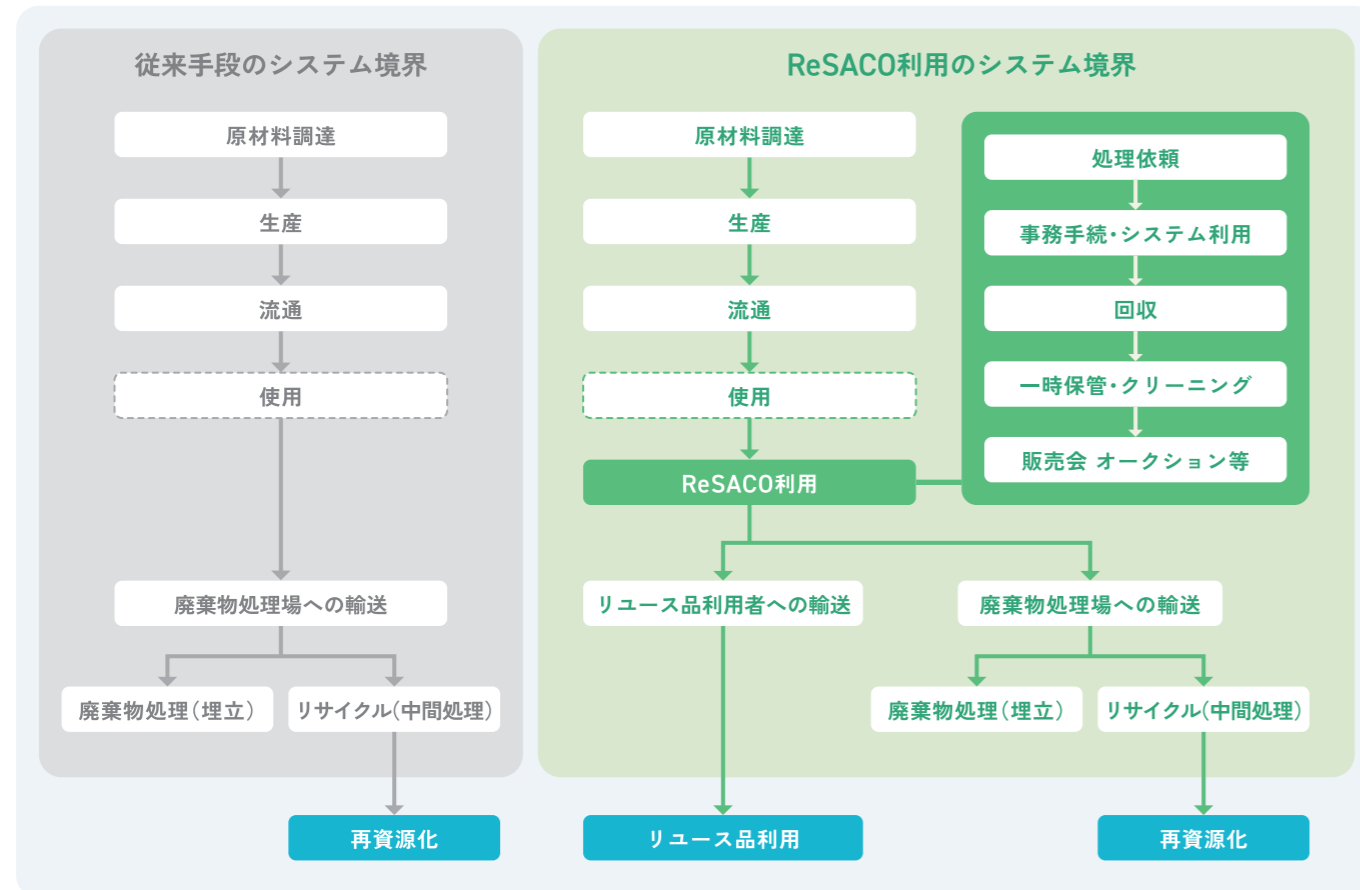 従来手段のシステム境界
原材料調達
生産
流通
使用
廃棄物処理場への輸送
廃棄物処理(埋立)
リサイクル(中間処理)
再資源化
ReSACO利用のシステム境界
原材料調達
生産
流通
使用
ReSACO利用
処理依頼
事務手続・システム利用
回収
一時保管・クリーニング
販売会 オークション等
リユース品利用者への輸送
廃棄物処理場への輸送
廃棄物処理(埋立)
リサイクル(中間処理)
リユース品利用
再資源化